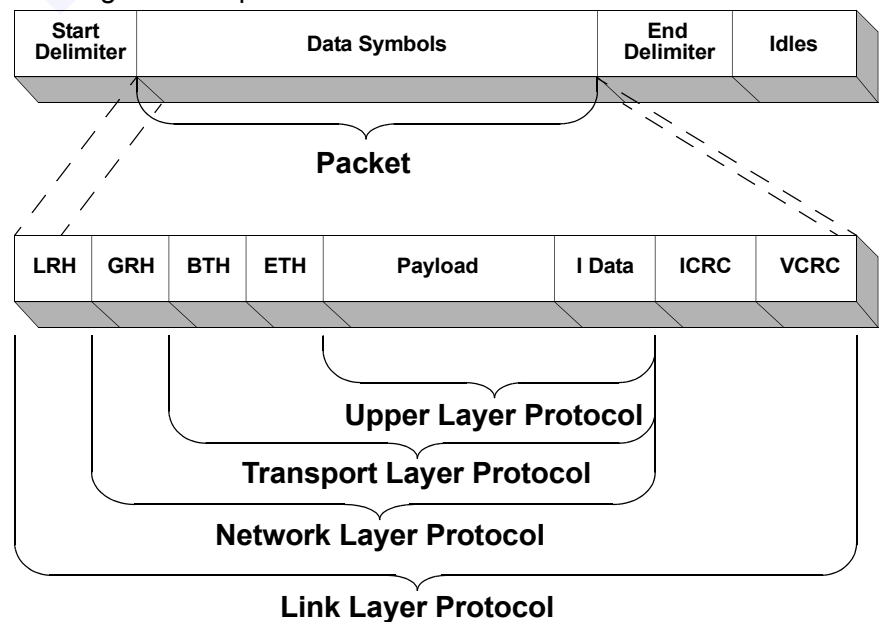 Start Delimiter
Data Symbols
End Delimiter
Idles
Packet
LRH GRH BTH ETH Payload I Data ICRC VCRC
Upper Layer Protocol
Transport Layer Protocol
Network Layer Protocol
Link Layer Protocol